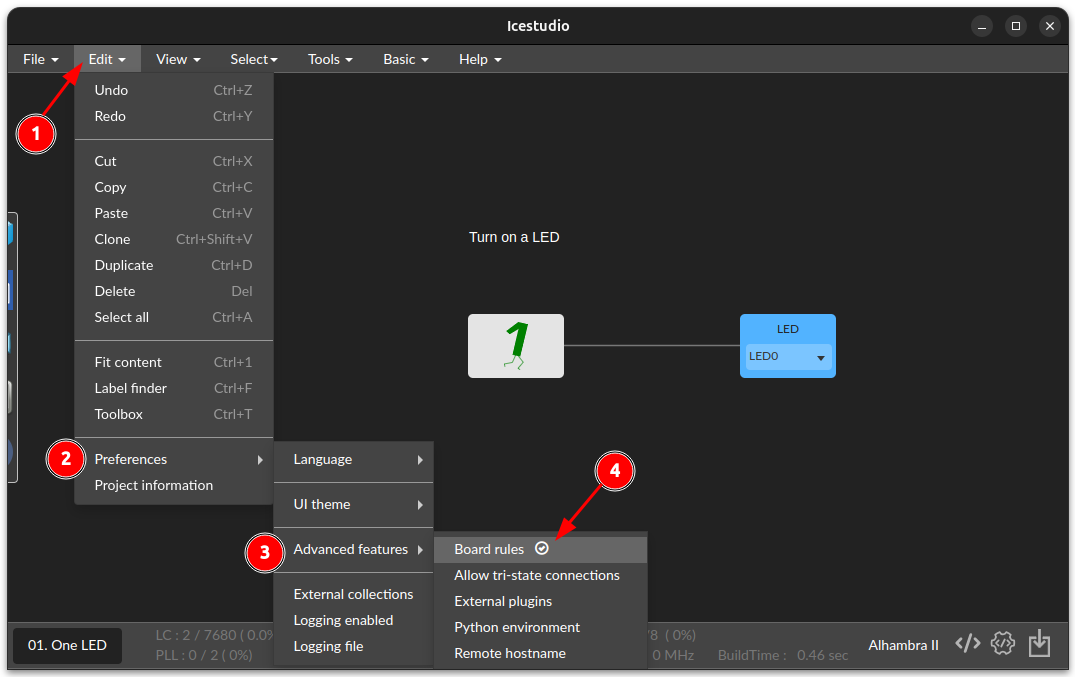 Icestudio
File Edit View Select Tools Basic Help
1
Undo Ctrl+Z
Redo Ctrl+Y
Cut Ctrl+X
Copy Ctrl+C
Paste Ctrl+V
Clone Ctrl+Shift+V
Duplicate Ctrl+D
Delete Del
Select all Ctrl+A
Fit content Ctrl+1
Label finder Ctrl+F
Toolbox Ctrl+T
2 Preferences
Project information
Language
UI theme
3 Advanced features
External collections
Logging enabled
Logging file
4
Board rules
Allow tri-state connections
External plugins
Python environment
Remote hostname
Turn on a LED
1
LED
LED0
01. One LED
LC : 2 / 7680 ( 0.0%
PLL : 0 / 2 ( 0%)
/8 ( 0%)
0 MHz BuildTime : 0.46 sec
Alhambra II